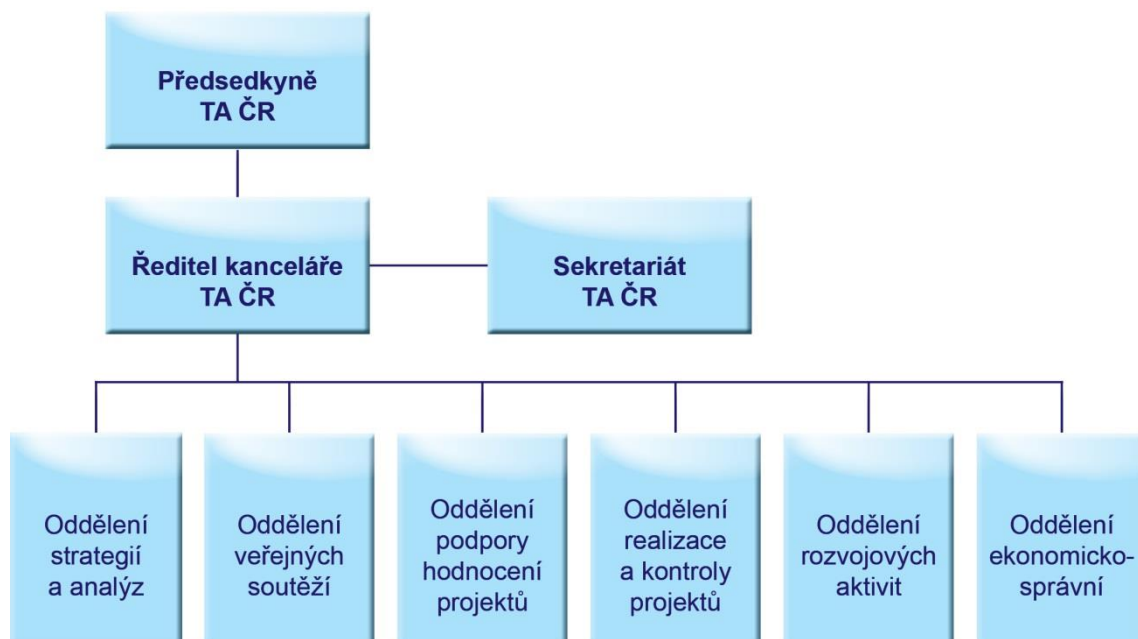 Předsedkyně
TA ČR
Ředitel kanceláře
TA ČR
Sekretariát
TA ČR
Oddělení
strategií
a analýz
Oddělení
veřejných
soutěží
Oddělení
podpory
hodnocení
projektů
Oddělení
realizace
a kontroly
projektů
Oddělení
rozvojových
aktivit
Oddělení
ekonomicko-
správní